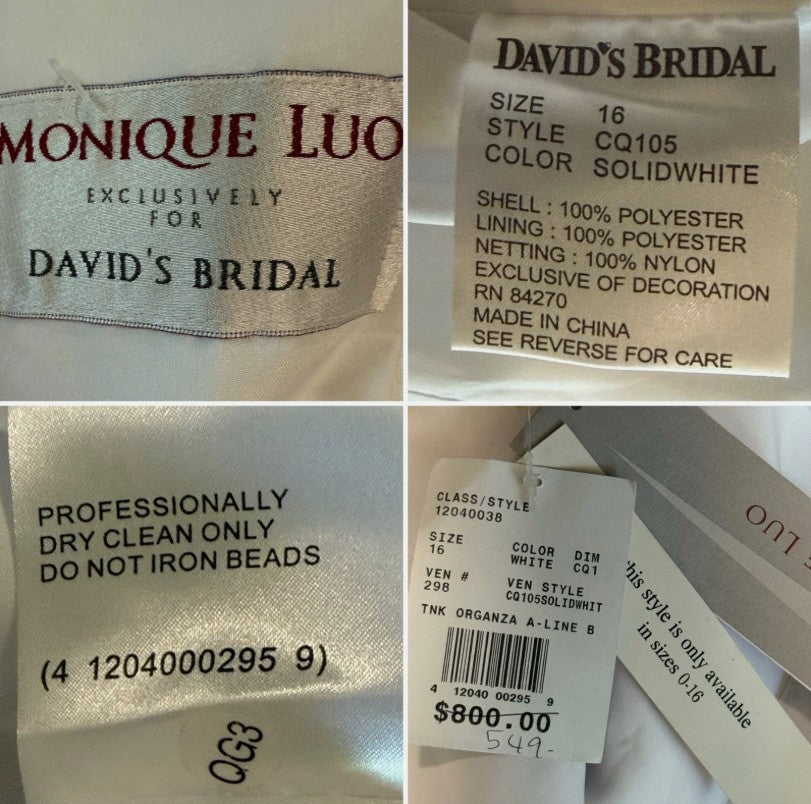 MONIQUE LUO
EXCLUSIVELY
FOR
DAVID'S BRIDAL
DAVID'S BRIDAL
SIZE 16
STYLE CQ105
COLOR SOLIDWHITE
SHELL : 100% POLYESTER
LINING : 100% POLYESTER
NETTING : 100% NYLON
EXCLUSIVE OF DECORATION
RN 84270
MADE IN CHINA
SEE REVERSE FOR CARE
PROFESSIONALLY
DRY CLEAN ONLY
DO NOT IRON BEADS
(4 1204000295 9)
QG3
CLASS/STYLE
12040038
SIZE COLOR DIM
16 WHITE CQ1
VEN # VEN STYLE
298 CQ105SOLIDWHIT
TNK ORGANZA A-LINE B
4 12040 00295 9
$800.00
549-
E LUO
his style is only available
in sizes 0-16